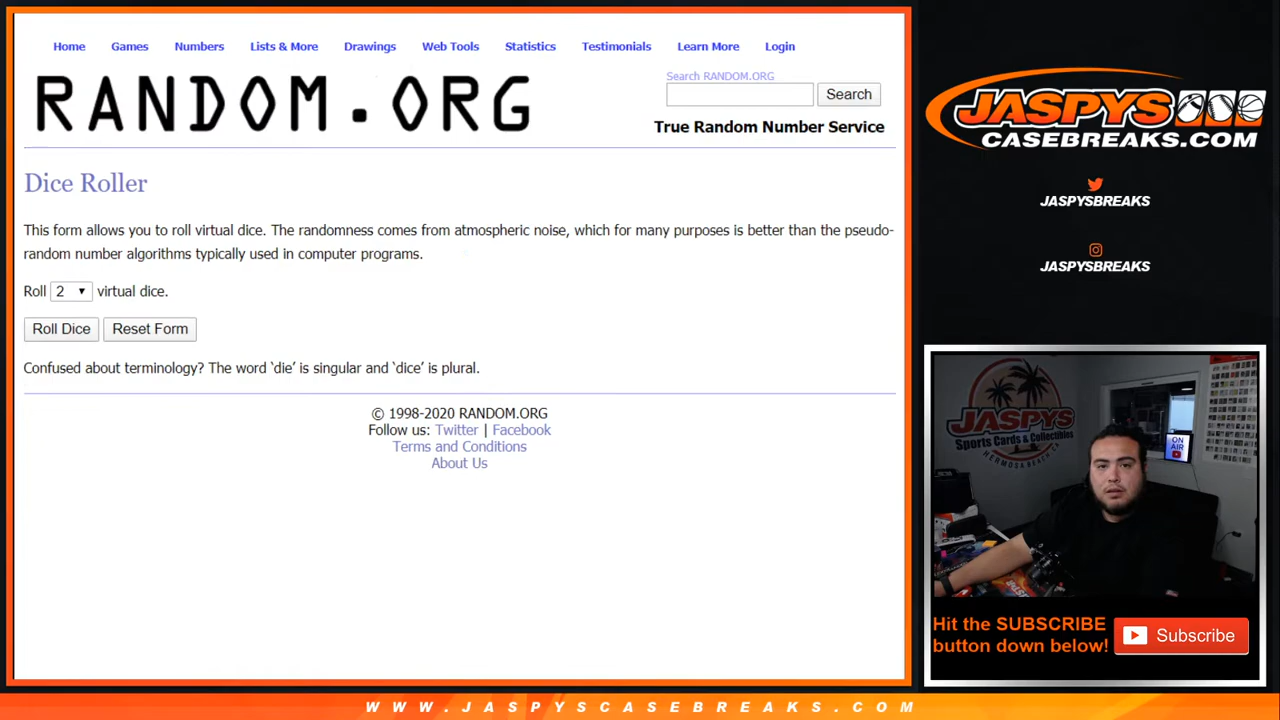 Home Games Numbers Lists & More Drawings Web Tools Statistics Testimonials Learn More Login
RANDOM.ORG
Search RANDOM.ORG
Search
True Random Number Service
Dice Roller
This form allows you to roll virtual dice. The randomness comes from atmospheric noise, which for many purposes is better than the pseudo-
random number algorithms typically used in computer programs.
Roll 2 virtual dice.
Roll Dice Reset Form
Confused about terminology? The word ‘die’ is singular and ‘dice’ is plural.
© 1998-2020 RANDOM.ORG
Follow us: Twitter | Facebook
Terms and Conditions
About Us
JASPYS
CASEBREAKS.COM
JASPYSBREAKS
JASPYSBREAKS
JASPYS
Sports Cards & Collectibles
HERMOSA BEACH CA
ON
AIR
Hit the SUBSCRIBE
button down below!
Subscribe
WWW.JASPYSCASEBREAKS.COM